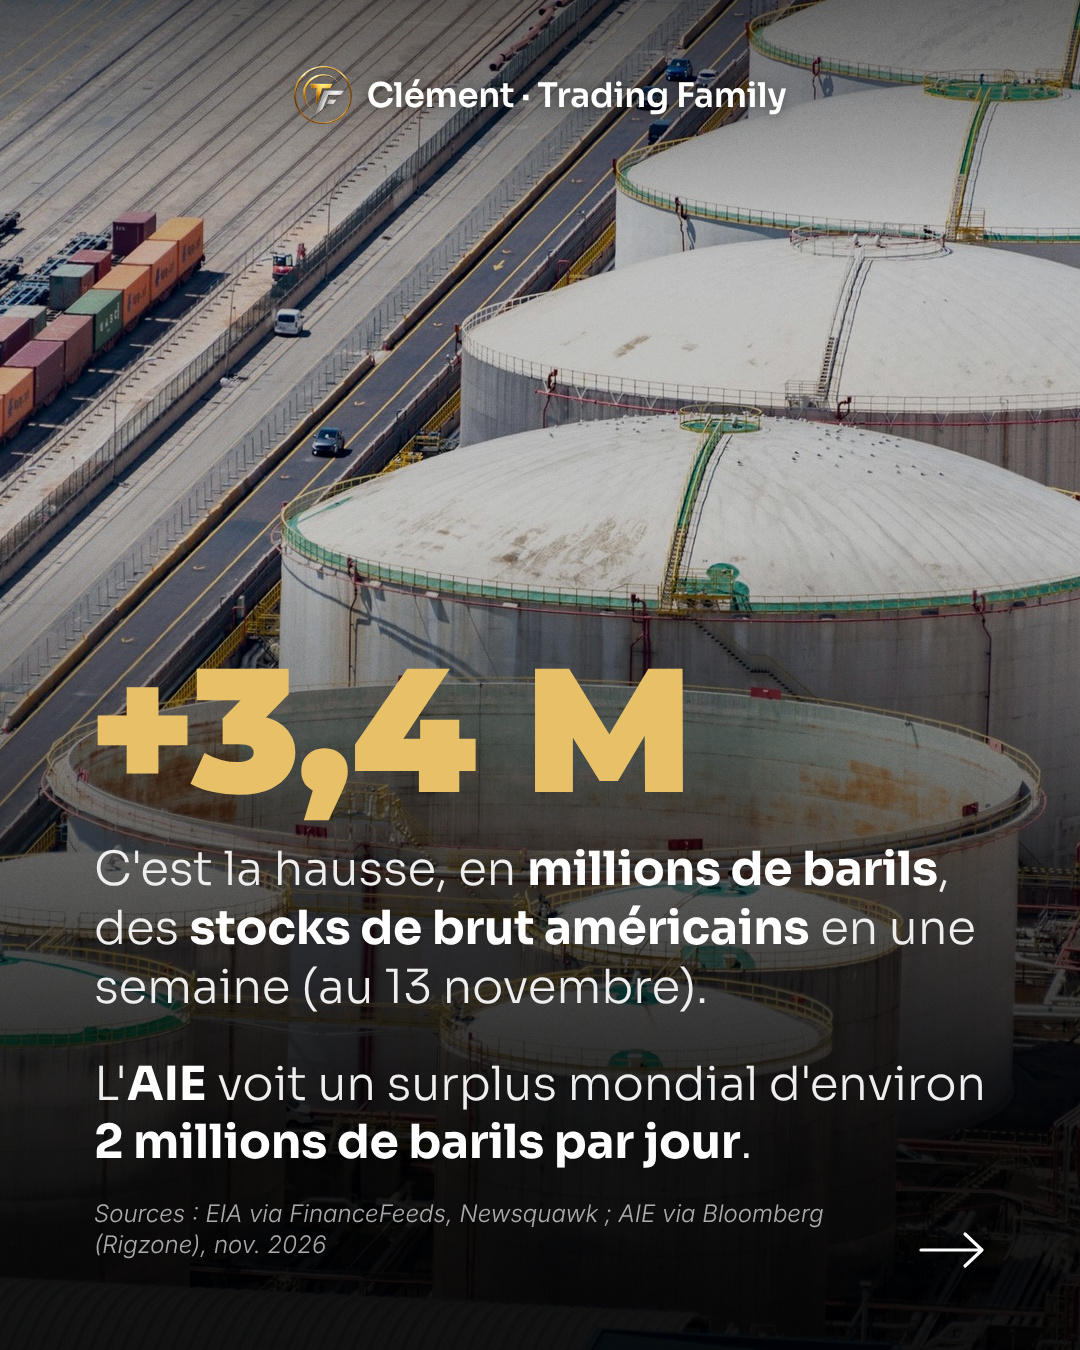 TF
Clément · Trading Family
+3,4 M
C'est la hausse, en millions de barils,
des stocks de brut américains en une
semaine (au 13 novembre).
L'AIE voit un surplus mondial d'environ
2 millions de barils par jour.
Sources : EIA via FinanceFeeds, Newsquawk ; AIE via Bloomberg
(Rigzone), nov. 2026